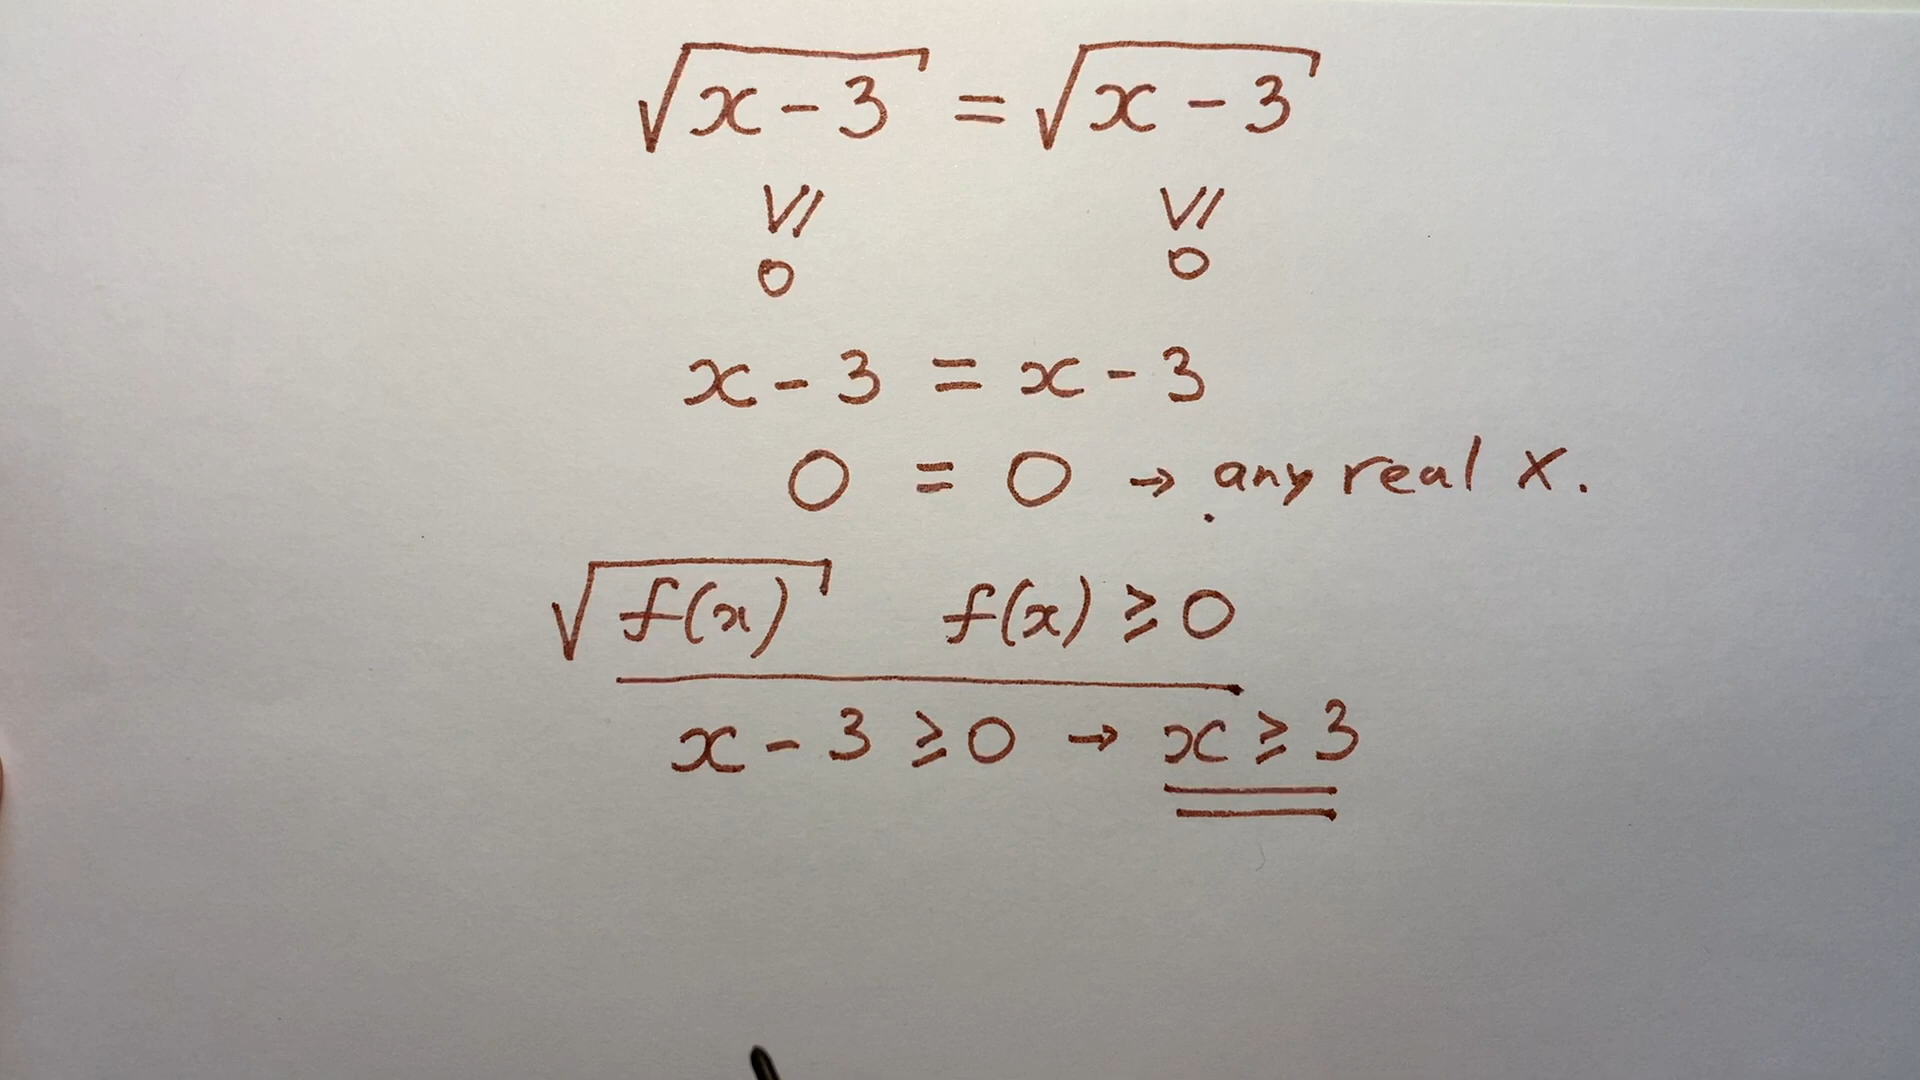 √x - 3 = √x - 3
V/ V/
0 0
x - 3 = x - 3
0 = 0 → any real x.
√f(x) f(x) ≥ 0
x - 3 ≥ 0 → x ≥ 3